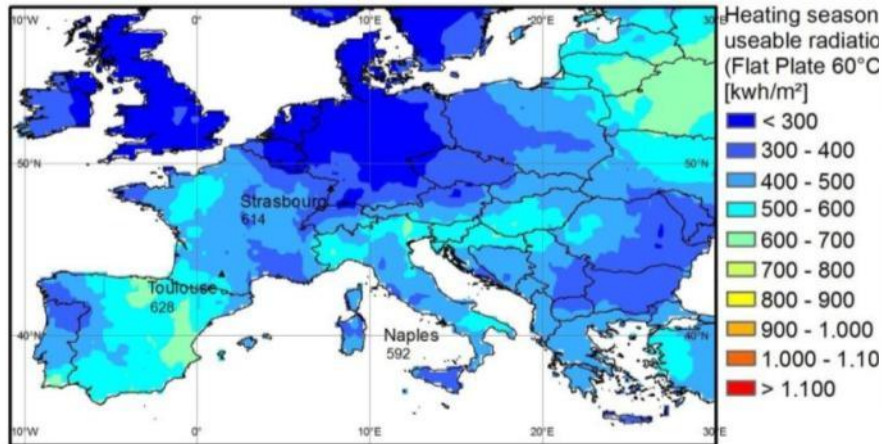 10°W 0° 10°E 20°E 30°E
Heating season
useable radiatio
(Flat Plate 60°C
[kwh/m²]
< 300
300 - 400
400 - 500
500 - 600
600 - 700
700 - 800
800 - 900
900 - 1.000
1.000 - 1.10
> 1.100
50°N 50°N
Strasbourg
614
Toulouse
628
40°N 40°N
Naples
592
10°W 0° 10°E 20°E 30°E